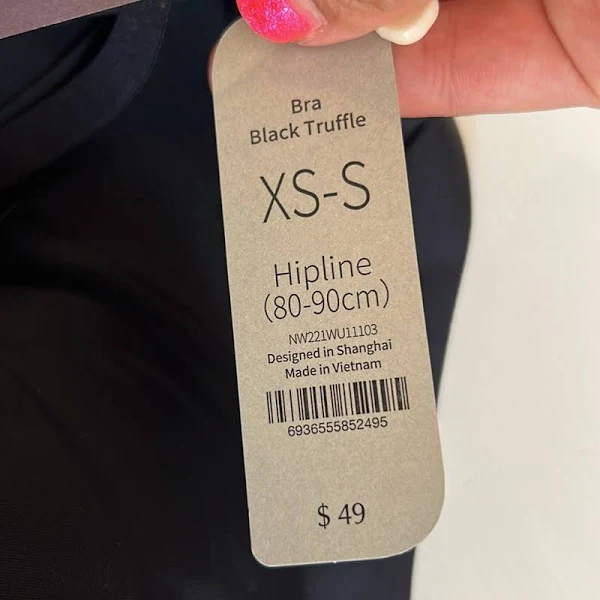 Bra
Black Truffle
XS-S
Hipline
(80-90cm)
NW221WU11103
Designed in Shanghai
Made in Vietnam
6936555852495
$ 49